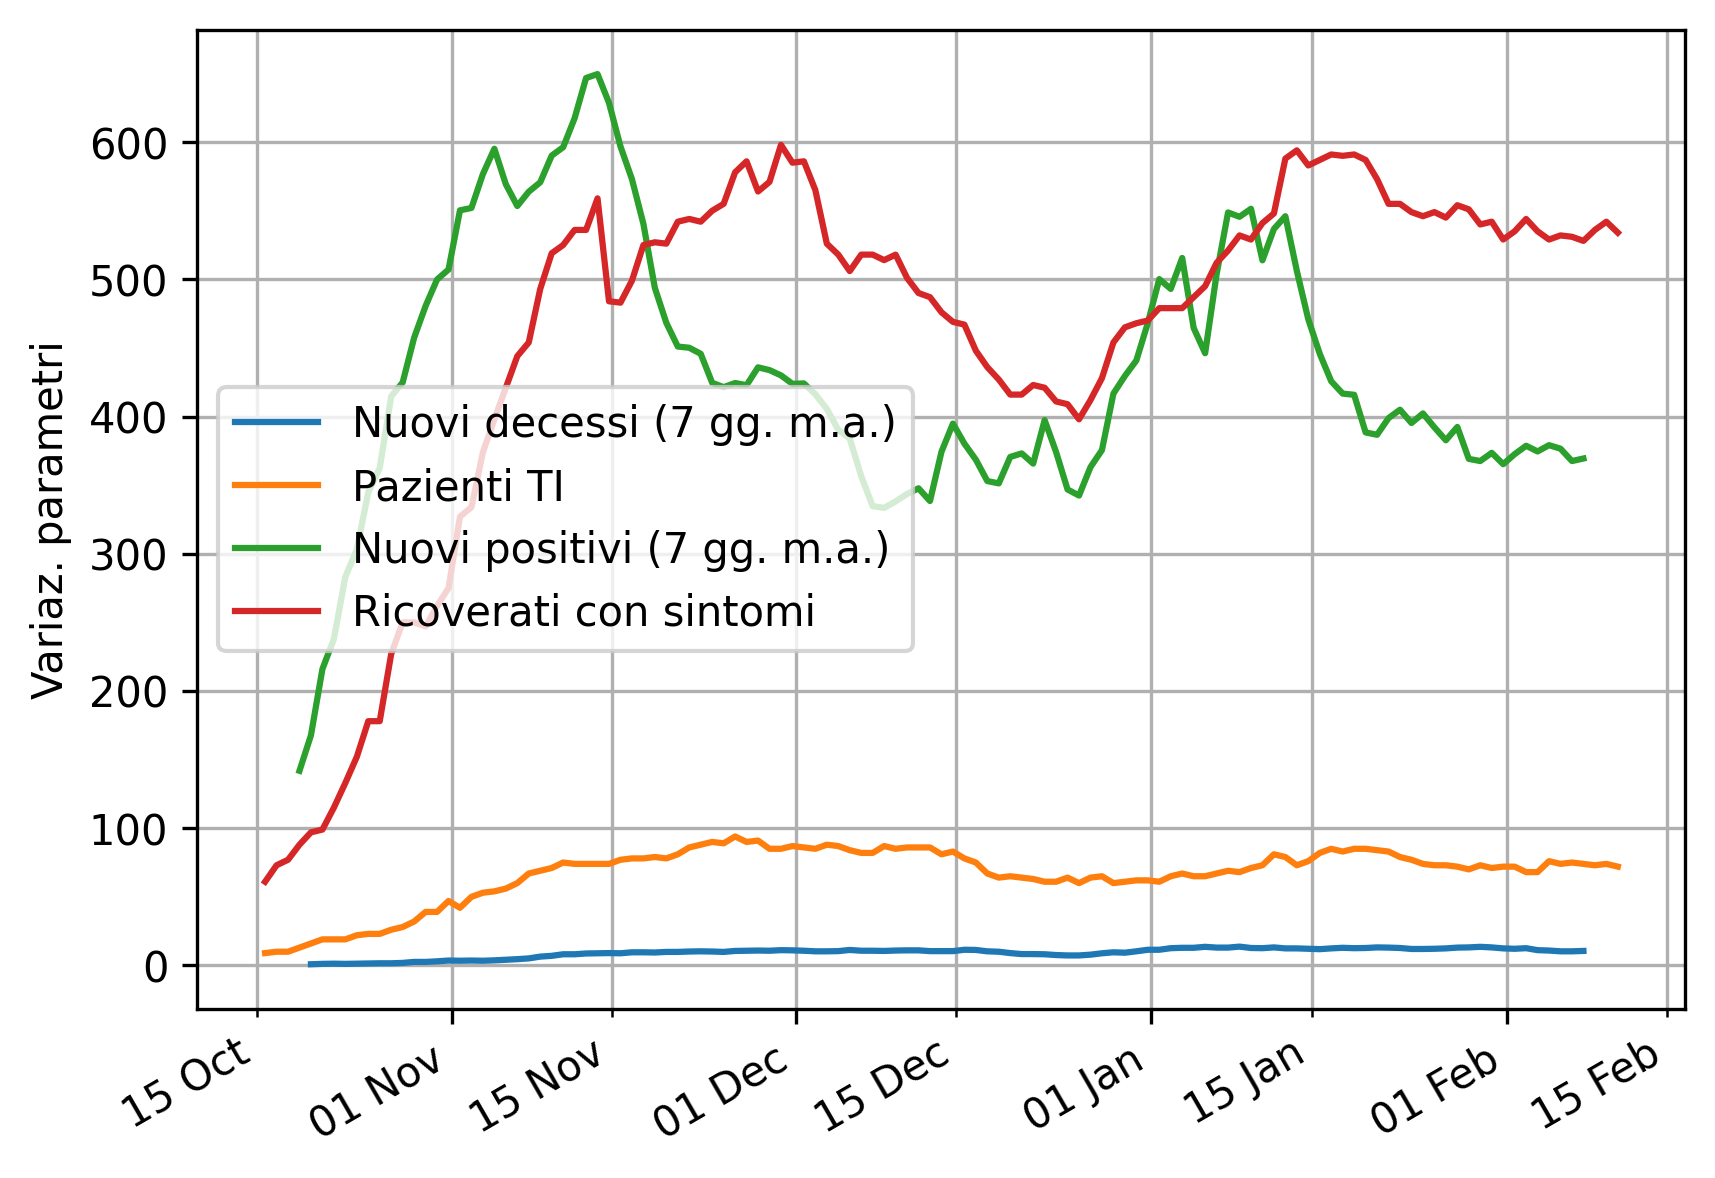 Variaz. parametri
600
500
400
300
200
100
0
Nuovi decessi (7 gg. m.a.)
Pazienti TI
Nuovi positivi (7 gg. m.a.)
Ricoverati con sintomi
15 Oct
01 Nov
15 Nov
01 Dec
15 Dec
01 Jan
15 Jan
01 Feb
15 Feb